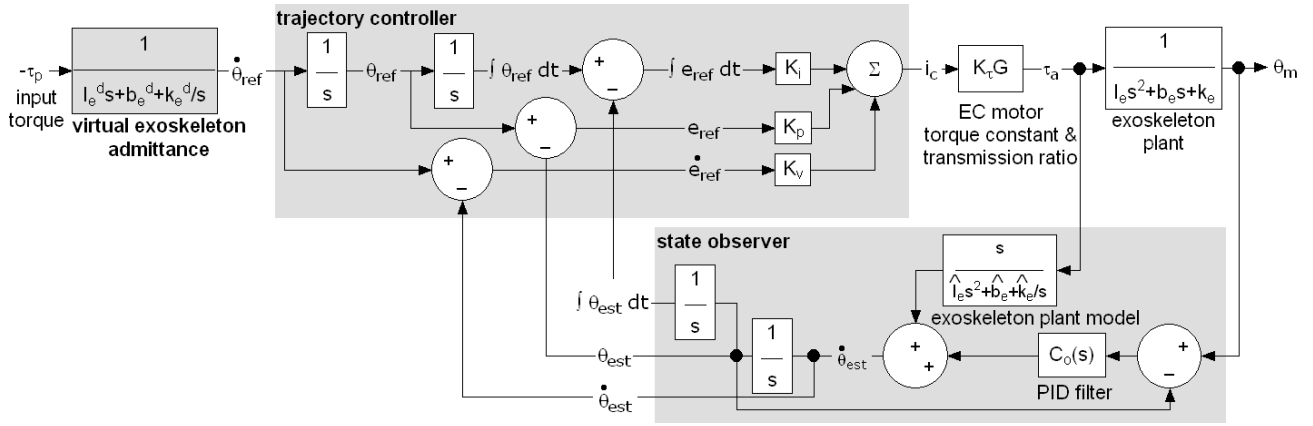 trajectory controller
-τp
input
torque
1
Ie^d s+be^d+ke^d/s
virtual exoskeleton
admittance
θ̇ref
1
s
θref
1
s
∫ θref dt
+
−
∫ eref dt
Ki
Σ
ic
KτG
EC motor
torque constant &
transmission ratio
τa
1
Ies²+bes+ke
exoskeleton
plant
θm
+
−
eref
Kp
+
−
ėref
Kv
state observer
s
Îes²+b̂e+k̂e/s
exoskeleton plant model
∫ θest dt
1
s
θest
1
s
θ̇est
+
+
Co(s)
PID filter
+
−
θ̇est